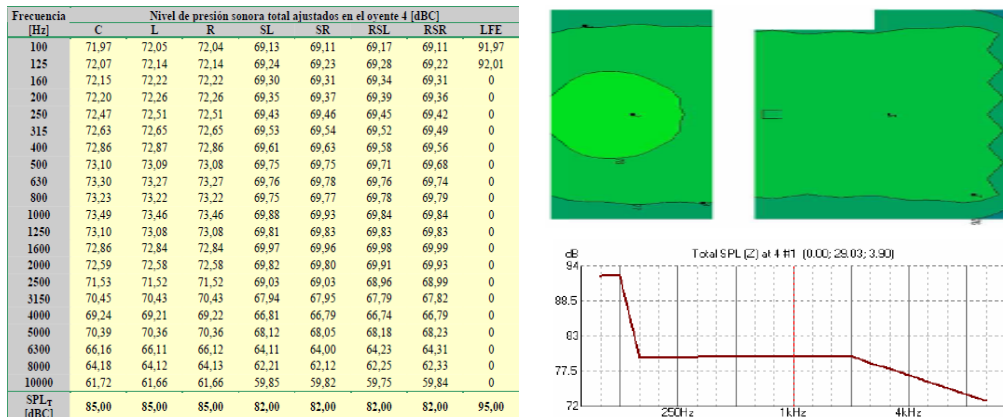 Frecuencia Nivel de presión sonora total ajustados en el oyente 4 [dBC]
[Hz] C L R SL SR RSL RSR LFE
100 71,97 72,05 72,04 69,13 69,11 69,17 69,11 91,97
125 72,07 72,14 72,14 69,24 69,23 69,28 69,22 92,01
160 72,15 72,22 72,22 69,30 69,31 69,34 69,31 0
200 72,20 72,26 72,26 69,35 69,37 69,39 69,36 0
250 72,47 72,51 72,51 69,43 69,46 69,45 69,42 0
315 72,63 72,65 72,65 69,53 69,54 69,52 69,49 0
400 72,86 72,87 72,86 69,61 69,63 69,58 69,56 0
500 73,10 73,09 73,08 69,75 69,75 69,71 69,68 0
630 73,30 73,27 73,27 69,76 69,78 69,76 69,74 0
800 73,23 73,22 73,22 69,75 69,77 69,78 69,79 0
1000 73,49 73,46 73,46 69,88 69,93 69,84 69,84 0
1250 73,10 73,08 73,08 69,81 69,83 69,83 69,83 0
1600 72,86 72,84 72,84 69,97 69,96 69,98 69,99 0
2000 72,59 72,58 72,58 69,82 69,80 69,91 69,93 0
2500 71,53 71,52 71,52 69,03 69,03 68,96 68,99 0
3150 70,45 70,43 70,43 67,94 67,95 67,79 67,82 0
4000 69,24 69,21 69,22 66,81 66,79 66,74 66,79 0
5000 70,39 70,36 70,36 68,12 68,05 68,18 68,23 0
6300 66,16 66,11 66,12 64,11 64,00 64,23 64,31 0
8000 64,18 64,12 64,13 62,21 62,12 62,25 62,33 0
10000 61,72 61,66 61,66 59,85 59,82 59,75 59,84 0
SPLT [dBC] 85,00 85,00 85,00 82,00 82,00 82,00 82,00 95,00
dB Total SPL (Z) at 4 #1 (0.00; 29.03; 3.90)
94
88.5
83
77.5
72
250Hz 1kHz 4kHz